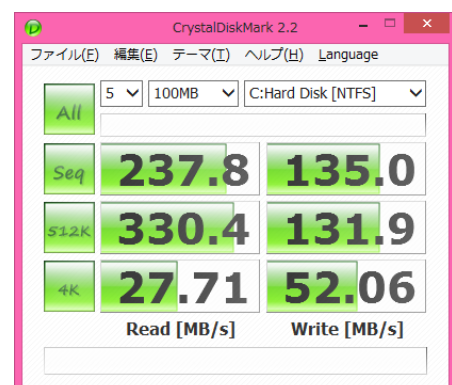 CrystalDiskMark 2.2
ファイル(F) 編集(E) テーマ(T) ヘルプ(H) Language
All 5 100MB C:Hard Disk [NTFS]
Seq 237.8 135.0
512K 330.4 131.9
4K 27.71 52.06
Read [MB/s] Write [MB/s]